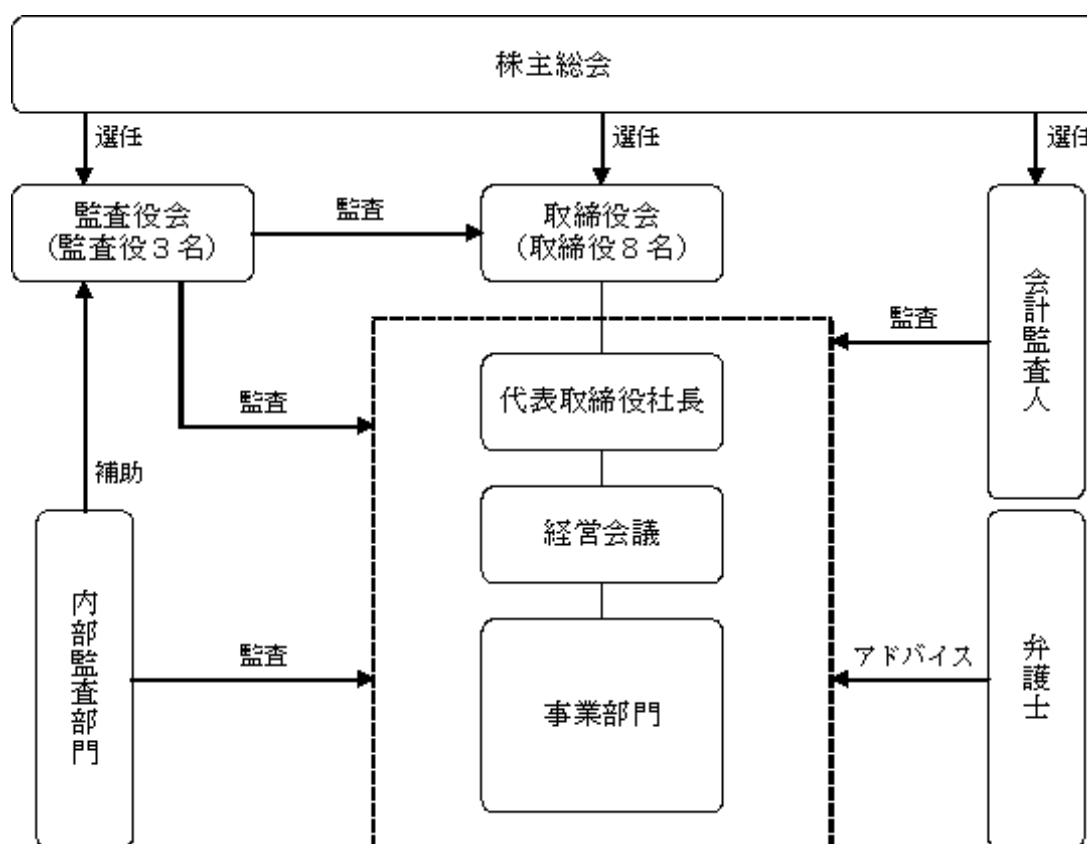 株主総会
選任
選任
選任
監査役会
（監査役３名）
監査
取締役会
（取締役８名）
会計監査人
監査
代表取締役社長
監査
補助
経営会議
内部監査部門
監査
事業部門
アドバイス
弁護士